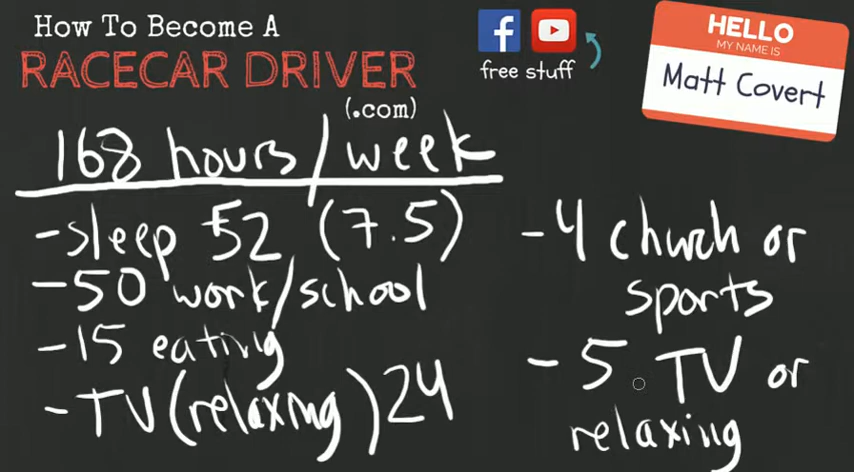 How To Become A
RACECAR DRIVER
(.com)
free stuff
HELLO
MY NAME IS
Matt Covert
168 hours/week
-sleep 52 (7.5)
-50 work/school
-15 eating
-TV (relaxing) 24
-4 church or
sports
-5 TV or
relaxing